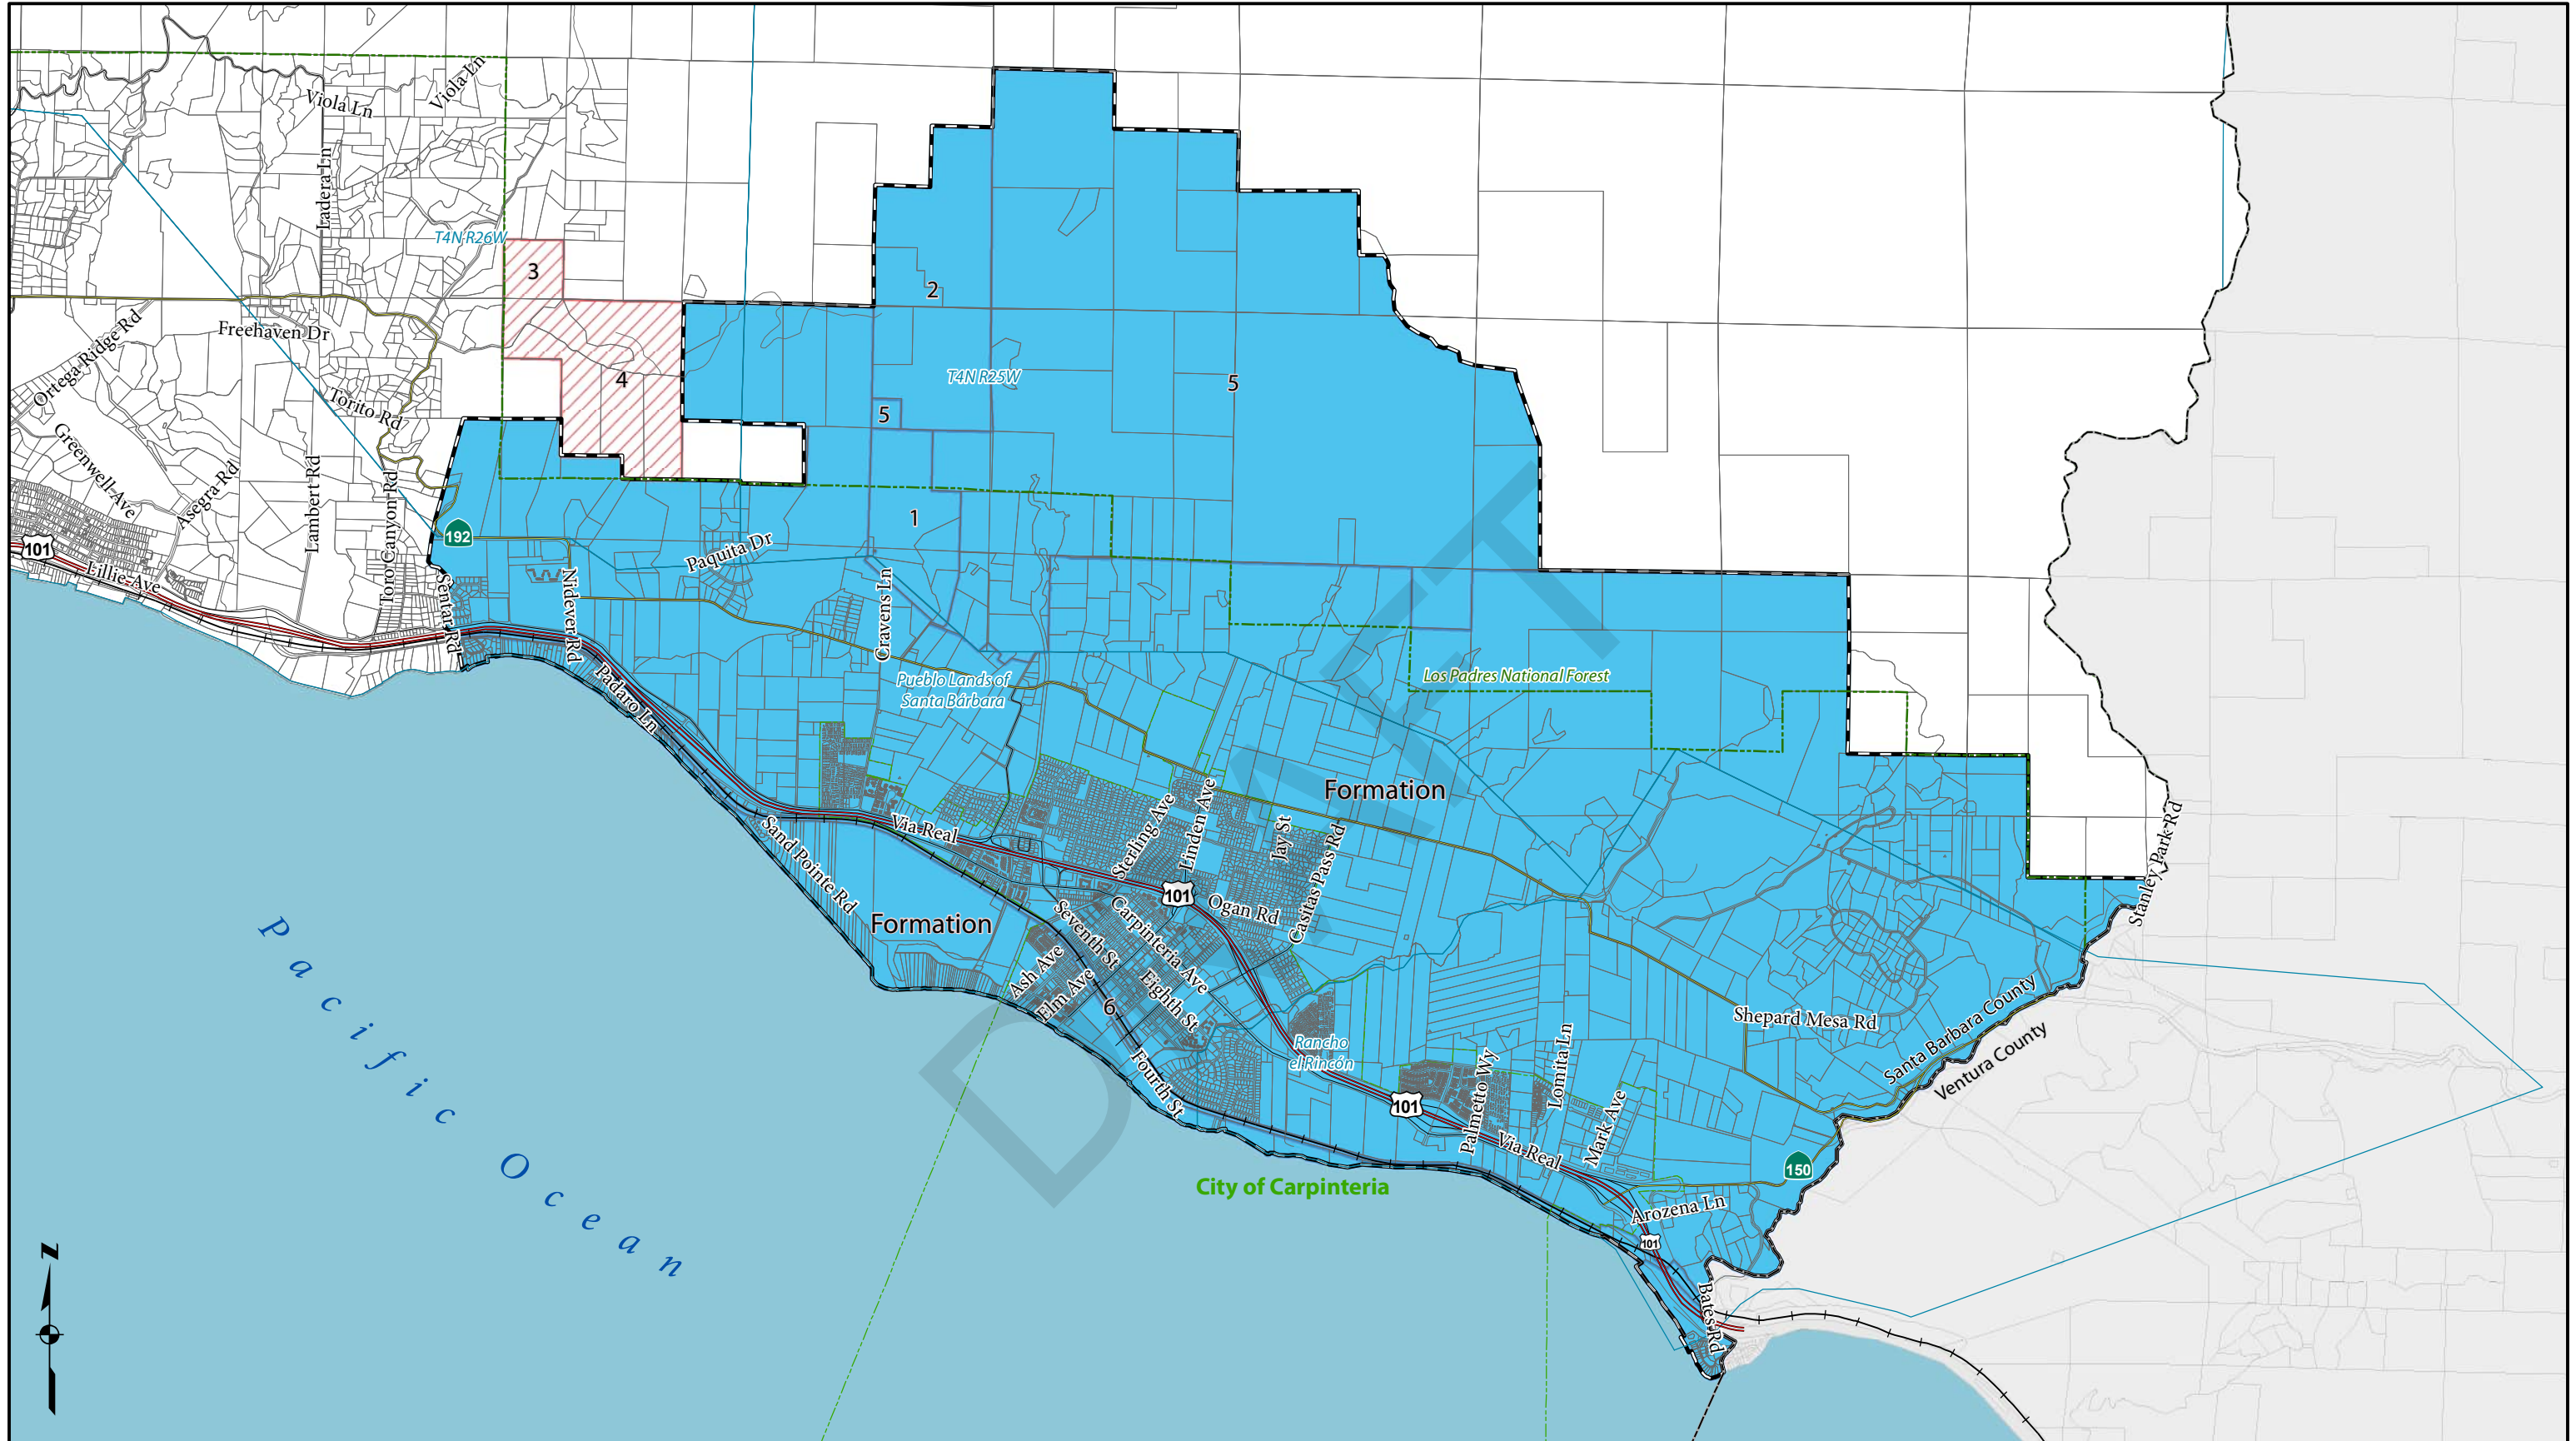 Viola Ln
Viola Ln
Ladera Ln
T4N R26W
3
2
Freehaven Dr
Ortega Ridge Rd
4
T4N R25W
5
5
Torito Rd
Greenwell Ave
Asegra Rd
Lambert Rd
Toro Canyon Rd
1
192
101
Lillie Ave
Sentar Rd
Nidever Rd
Paquita Dr
Cravens Ln
Padaro Ln
Pueblo Lands of
Santa Bárbara
Los Padres National Forest
Formation
Sand Pointe Rd
Via Real
Sterling Ave
Linden Ave
Jay St
Casitas Pass Rd
101
Ogan Rd
Stanley Park Rd
Formation
Seventh St
Carpinteria Ave
Ash Ave
Elm Ave
Eighth St
6
Fourth St
Rancho
el Rincón
Shepard Mesa Rd
Santa Barbara County
Ventura County
101
Palmetto Wy
Lomita Ln
Mark Ave
Via Real
150
City of Carpinteria
Arozena Ln
101
Bates Rd
Pacific Ocean
DRAFT
N